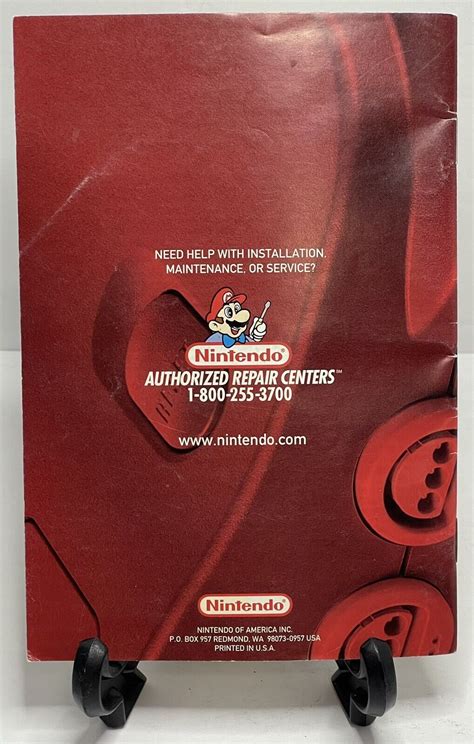 NEED HELP WITH INSTALLATION,
MAINTENANCE, OR SERVICE?
Nintendo®
AUTHORIZED REPAIR CENTERS™
1-800-255-3700
www.nintendo.com
Nintendo®
NINTENDO OF AMERICA INC.
P.O. BOX 957 REDMOND, WA 98073-0957 USA
PRINTED IN U.S.A.